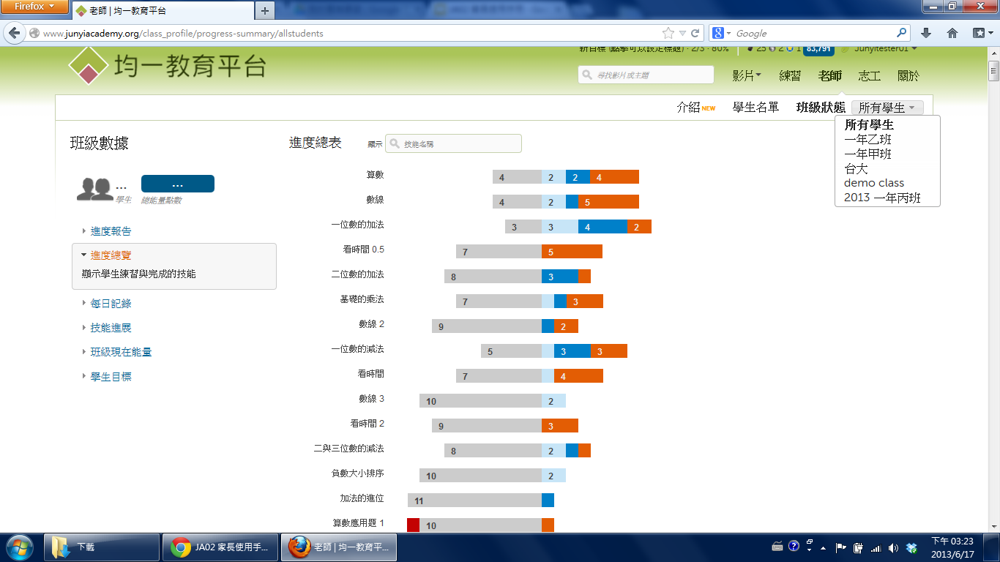 Firefox
老師 | 均一教育平台
www.junyiacademy.org/class_profile/progress-summary/allstudents
Google
均一教育平台
新目標 (點擊可以設定標題) · 2/3 · 80%
25 2 1 83,791 Junyitester01
尋找影片或主題
影片 練習 老師 志工 關於
介紹 NEW 學生名單 班級狀態 所有學生
所有學生
一年乙班
一年甲班
台大
demo class
2013 一年丙班
班級數據
... 學生
... 總能量點數
進度報告
進度總覽
顯示學生練習與完成的技能
每日記錄
技能進展
班級現在能量
學生目標
進度總表 顯示 技能名稱
算數 4 2 2 4
數線 4 2 5
一位數的加法 3 3 4 2
看時間 0.5 7 5
二位數的加法 8 3
基礎的乘法 7 3
數線 2 9 2
一位數的減法 5 3 3
看時間 7 4
數線 3 10 2
看時間 2 9 3
二與三位數的減法 8 2
負數大小排序 10 2
加法的進位 11
算數應用題 1 10
下載
JA02 家長使用手...
老師 | 均一教育平...
下午 03:23
2013/6/17